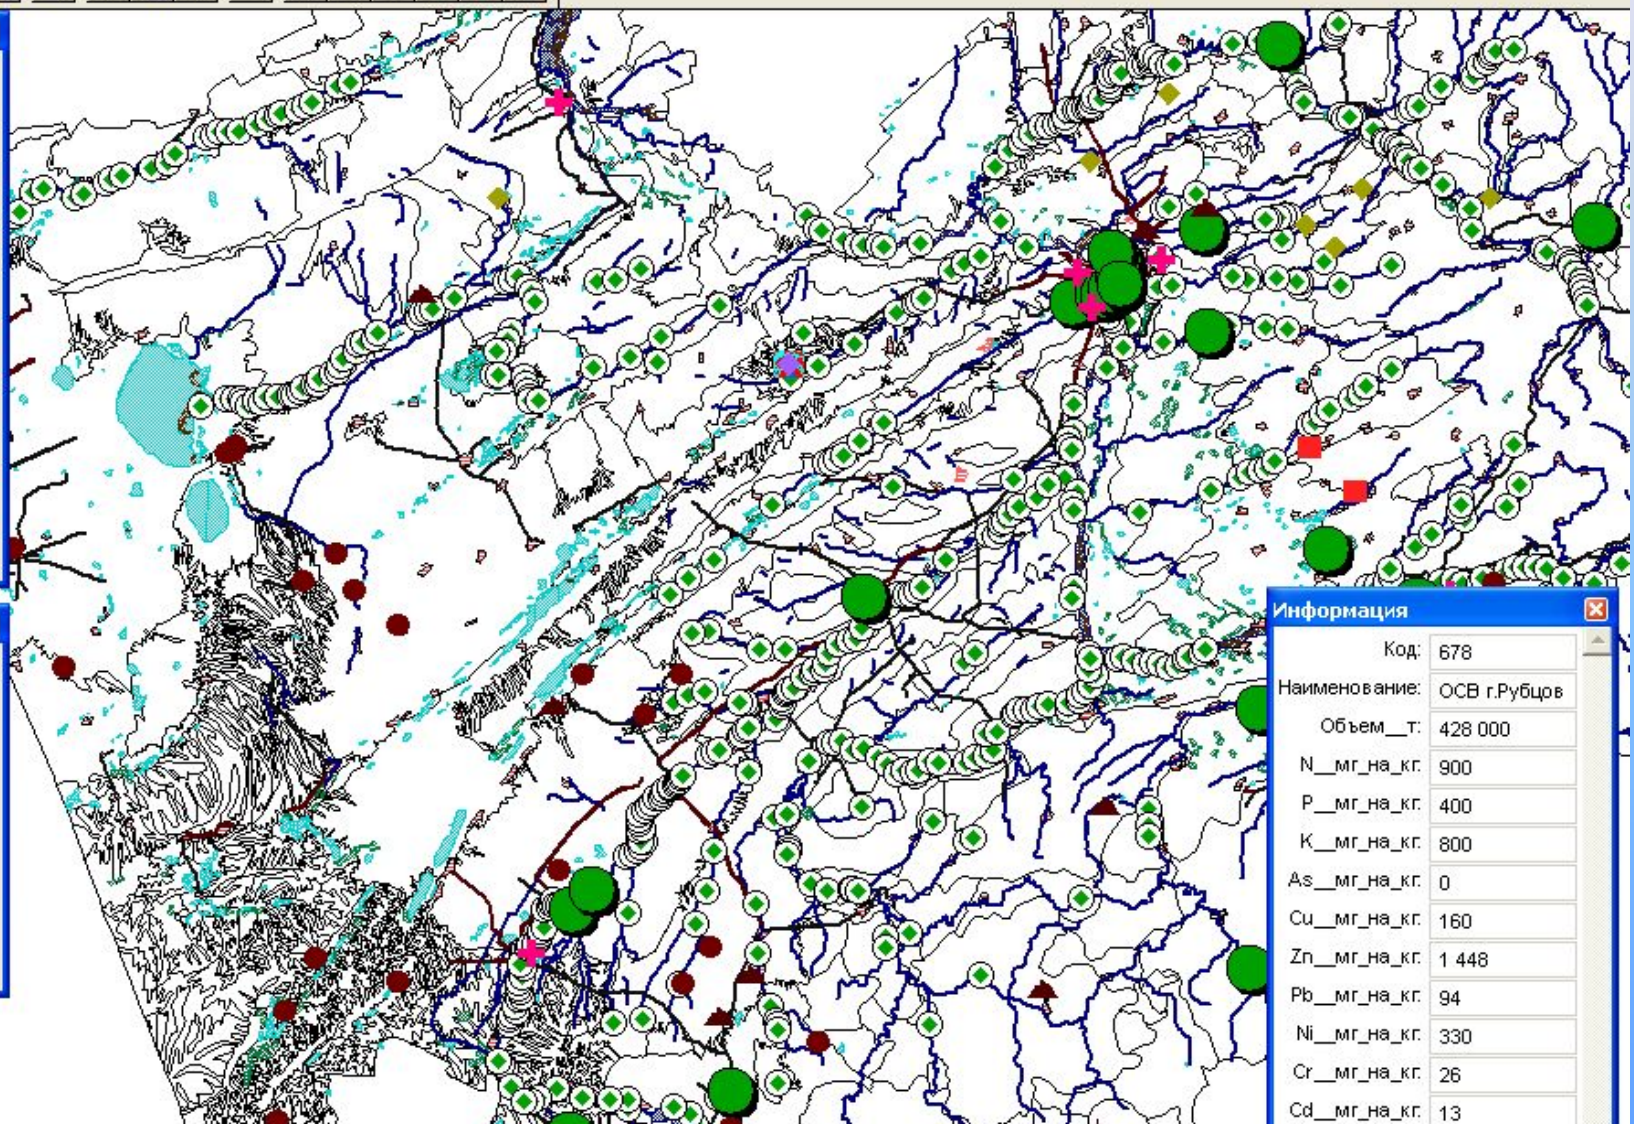 Информация
Код: 678
Наименование: ОСВ г.Рубцов
Объем__т: 428 000
N__мг_на_кг: 900
P__мг_на_кг: 400
K__мг_на_кг: 800
As__мг_на_кг: 0
Cu__мг_на_кг: 160
Zn__мг_на_кг: 1 448
Pb__мг_на_кг: 94
Ni__мг_на_кг: 330
Cr__мг_на_кг: 26
Cd__мг_на_кг: 13